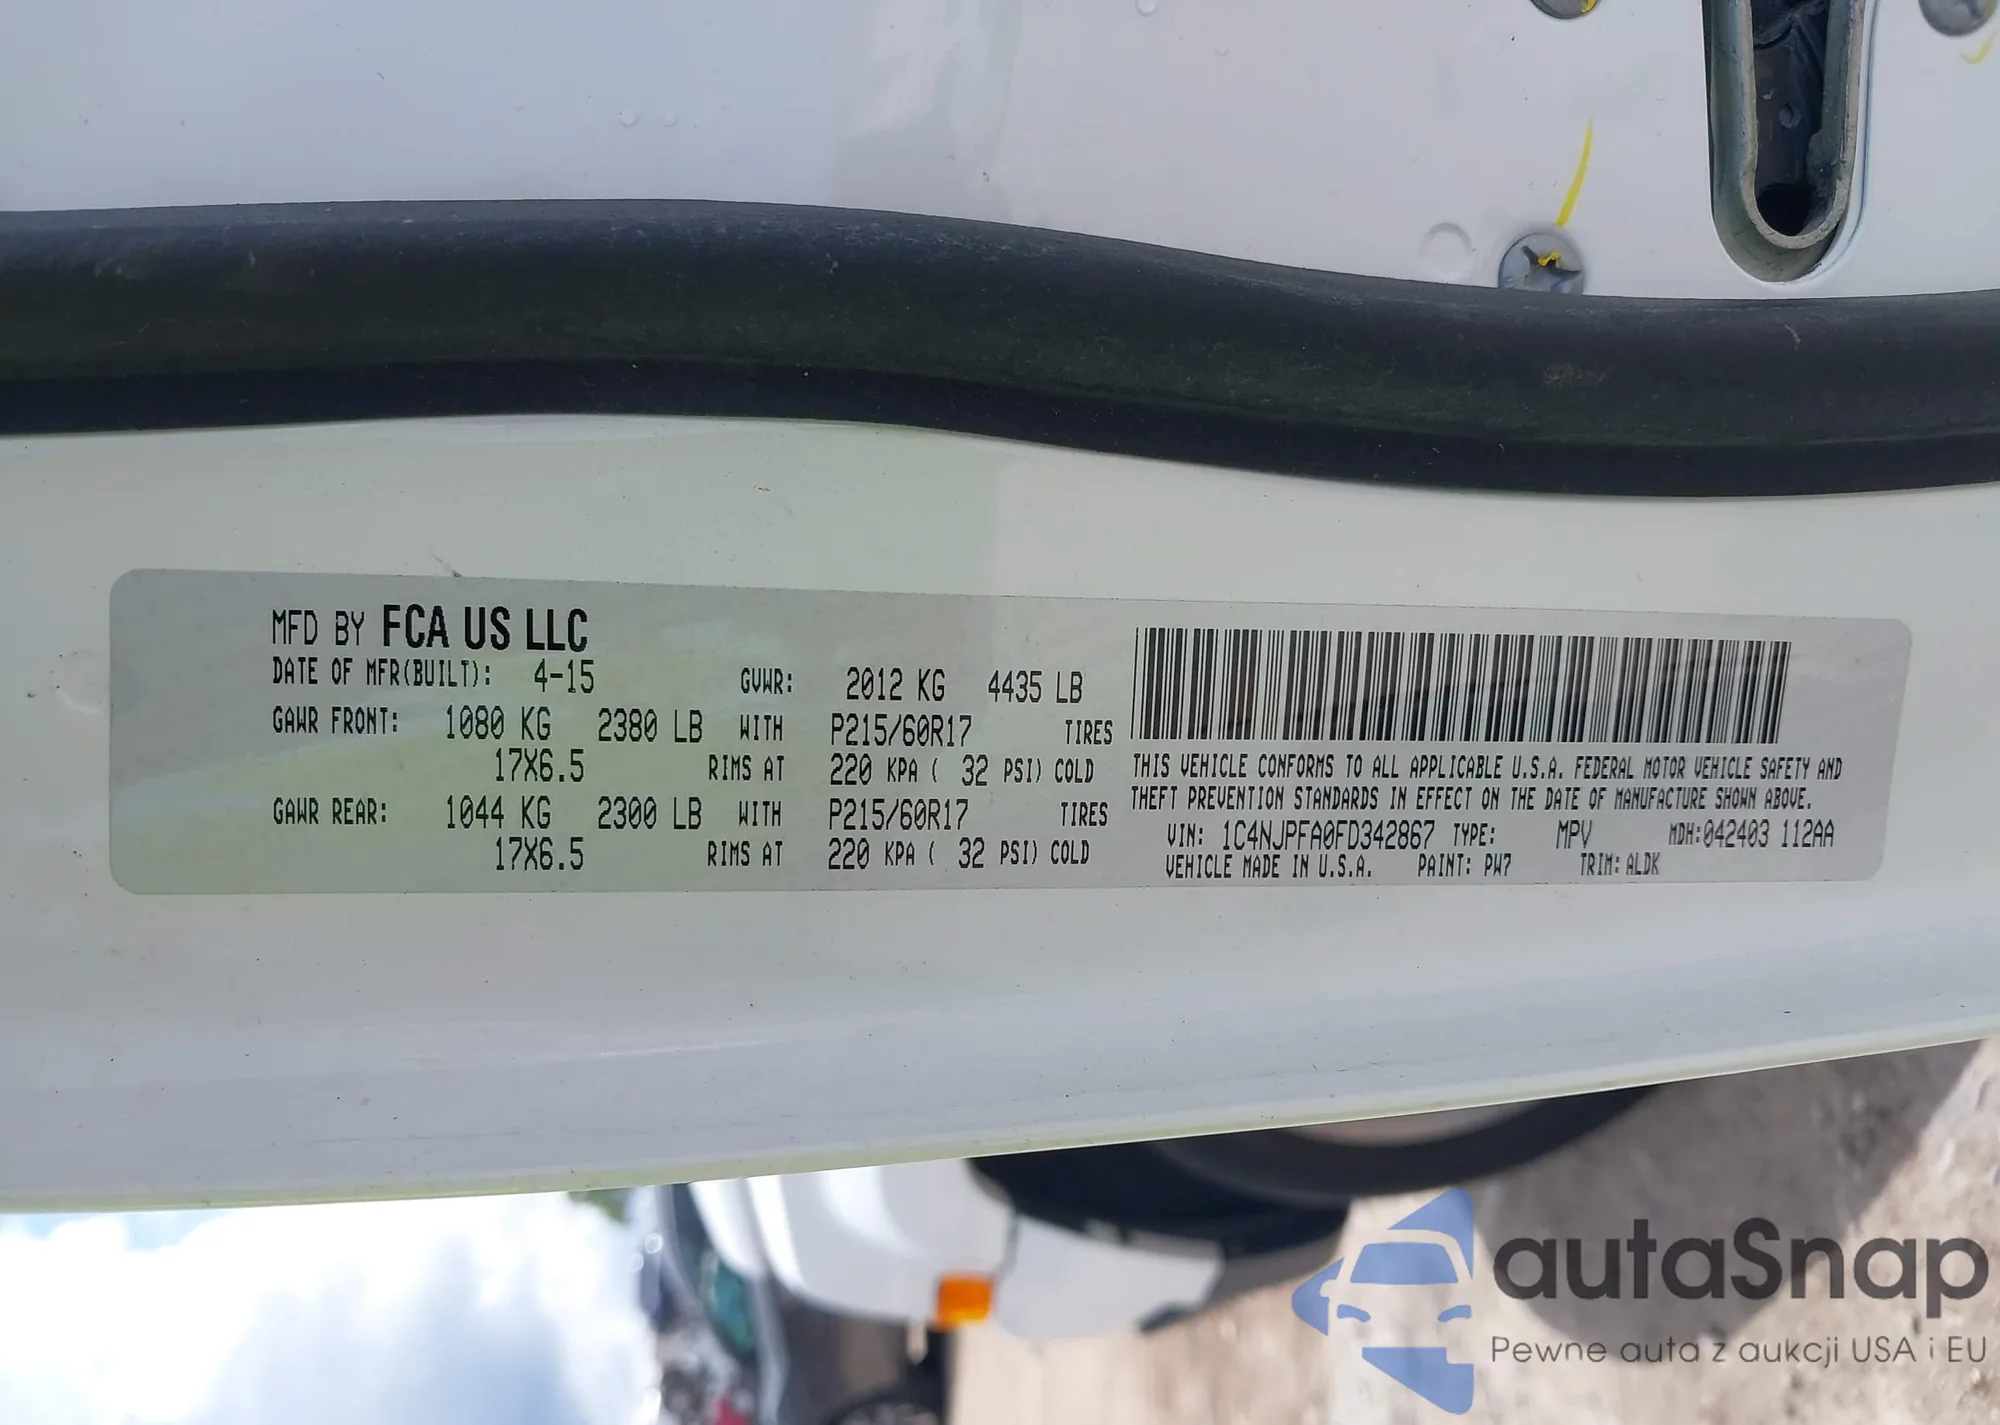 MFD BY FCA US LLC
DATE OF MFR(BUILT): 4-15 GVWR: 2012 KG 4435 LB
GAWR FRONT: 1080 KG 2380 LB WITH P215/60R17 TIRES
17X6.5 RIMS AT 220 KPA ( 32 PSI) COLD
GAWR REAR: 1044 KG 2300 LB WITH P215/60R17 TIRES
17X6.5 RIMS AT 220 KPA ( 32 PSI) COLD
THIS VEHICLE CONFORMS TO ALL APPLICABLE U.S.A. FEDERAL MOTOR VEHICLE SAFETY AND
THEFT PREVENTION STANDARDS IN EFFECT ON THE DATE OF MANUFACTURE SHOWN ABOVE.
VIN: 1C4NJPFA0FD342867 TYPE: MPV MDH:042403 112AA
VEHICLE MADE IN U.S.A. PAINT: PW7 TRIM: ALDK
autaSnap
Pewne auta z aukcji USA i EU